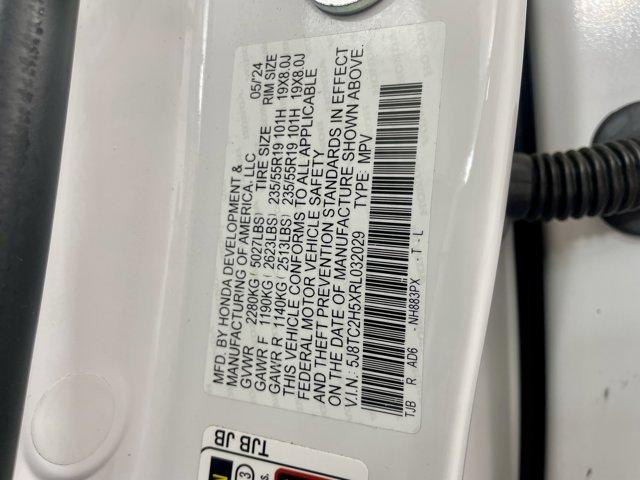 MFD. BY HONDA DEVELOPMENT &
MANUFACTURING OF AMERICA, LLC 05/'24
GVWR 2280KG ( 5027LBS) TIRE SIZE RIM SIZE
GAWR F 1190KG ( 2623LBS) 235/55R19 101H 19X8.0J
GAWR R 1140KG ( 2513LBS) 235/55R19 101H 19X8.0J
THIS VEHICLE CONFORMS TO ALL APPLICABLE
FEDERAL MOTOR VEHICLE SAFETY
AND THEFT PREVENTION STANDARDS IN EFFECT
ON THE DATE OF MANUFACTURE SHOWN ABOVE.
V.I.N.: 5J8TC2H5XRL032029 TYPE: MPV
TJB R AD6 -NH883PX - T - L
TJB JB
3
s.